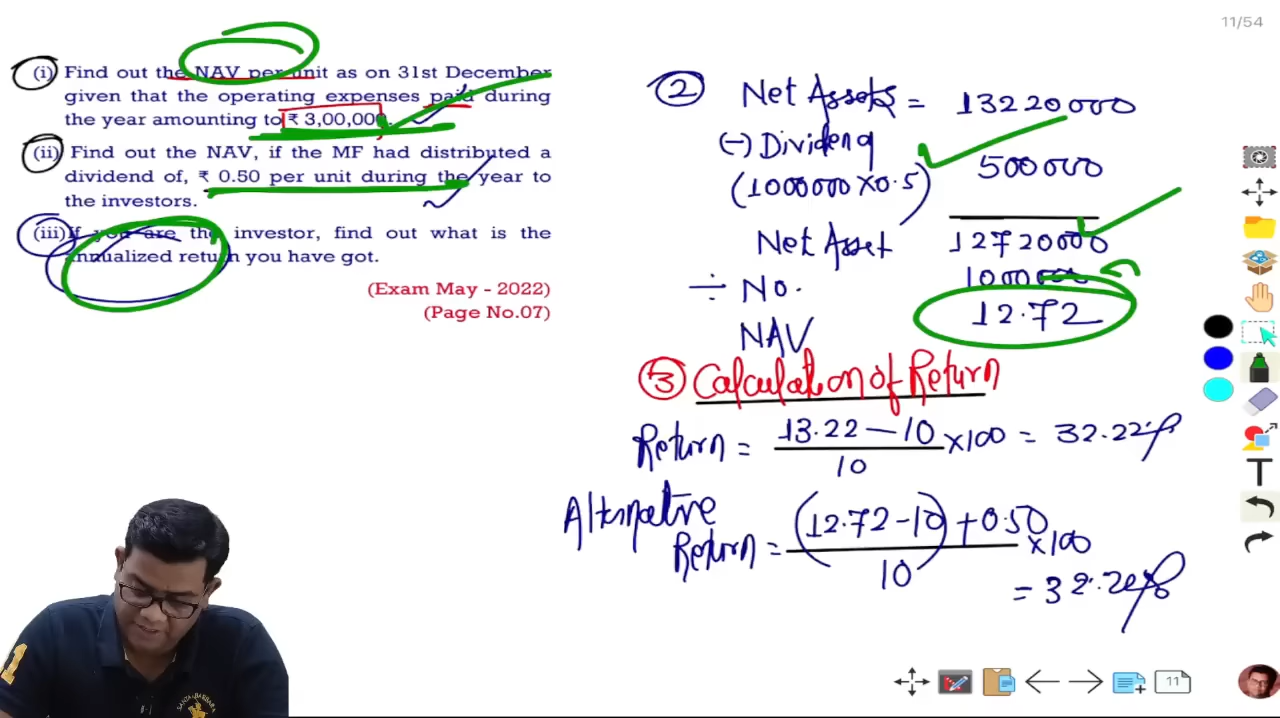 11/54
(i) Find out the NAV per unit as on 31st December
given that the operating expenses paid during
the year amounting to ₹ 3,00,000.
(ii) Find out the NAV, if the MF had distributed a
dividend of, ₹ 0.50 per unit during the year to
the investors.
(iii) If you are the investor, find out what is the
annualized return you have got.
(Exam May - 2022)
(Page No.07)
② Net Assets = 13220000
(-) Dividend
(1000000 X 0.5) 500000
Net Asset 12720000
÷ No. 1000000
NAV 12.72
③ Calculation of Return
Return = 13.22 - 10 X 100 = 32.22%
10
Alternative
Return = (12.72 - 10) + 0.50 X 100
10
= 32.20%
11
T
1
SANTA BARBARA